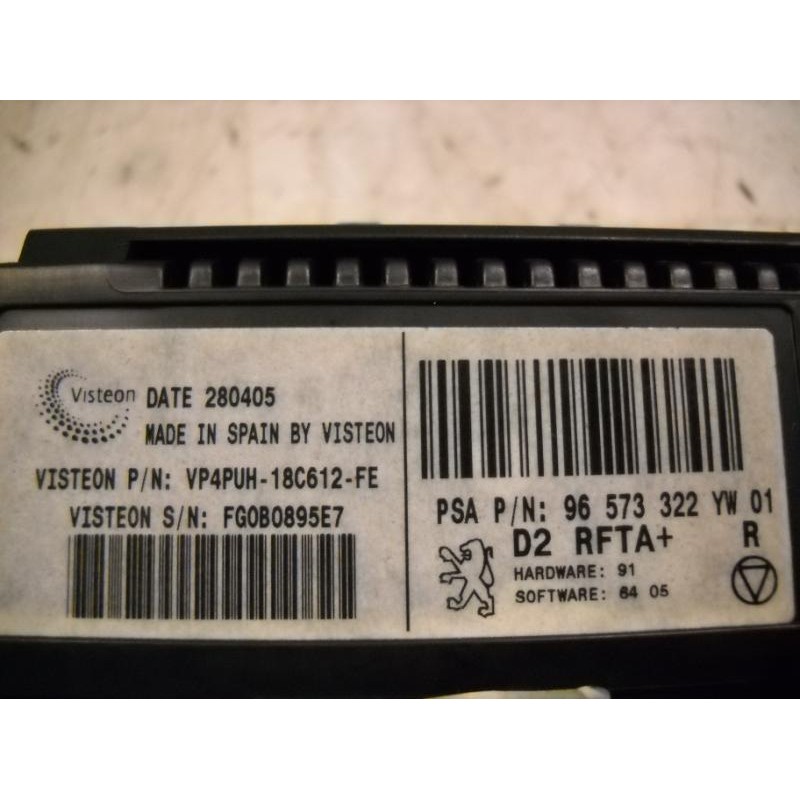 Visteon DATE 280405
MADE IN SPAIN BY VISTEON
VISTEON P/N: VP4PUH-18C612-FE
VISTEON S/N: FG0B0895E7
PSA P/N: 96 573 322 YW 01
D2 RFTA+ R
HARDWARE: 91
SOFTWARE: 64 05